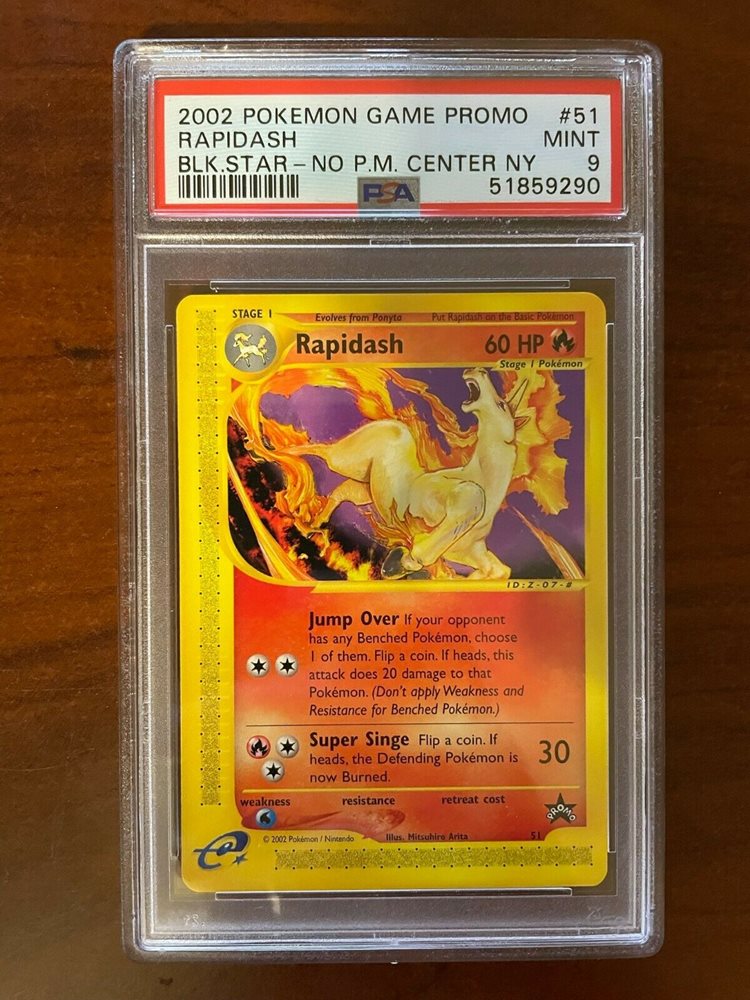 2002 POKEMON GAME PROMO #51
RAPIDASH MINT
BLK.STAR-NO P.M. CENTER NY 9
PSA 51859290
STAGE 1 Evolves from Ponyta Put Rapidash on the Basic Pokémon
Rapidash 60 HP
Stage 1 Pokémon
ID:Z-07-#
Jump Over If your opponent
has any Benched Pokémon, choose
1 of them. Flip a coin. If heads, this
attack does 20 damage to that
Pokémon. (Don't apply Weakness and
Resistance for Benched Pokémon.)
Super Singe Flip a coin. If
heads, the Defending Pokémon is
now Burned.
30
weakness resistance retreat cost
PROMO
© 2002 Pokémon / Nintendo Illus. Mitsuhiro Arita 51
e